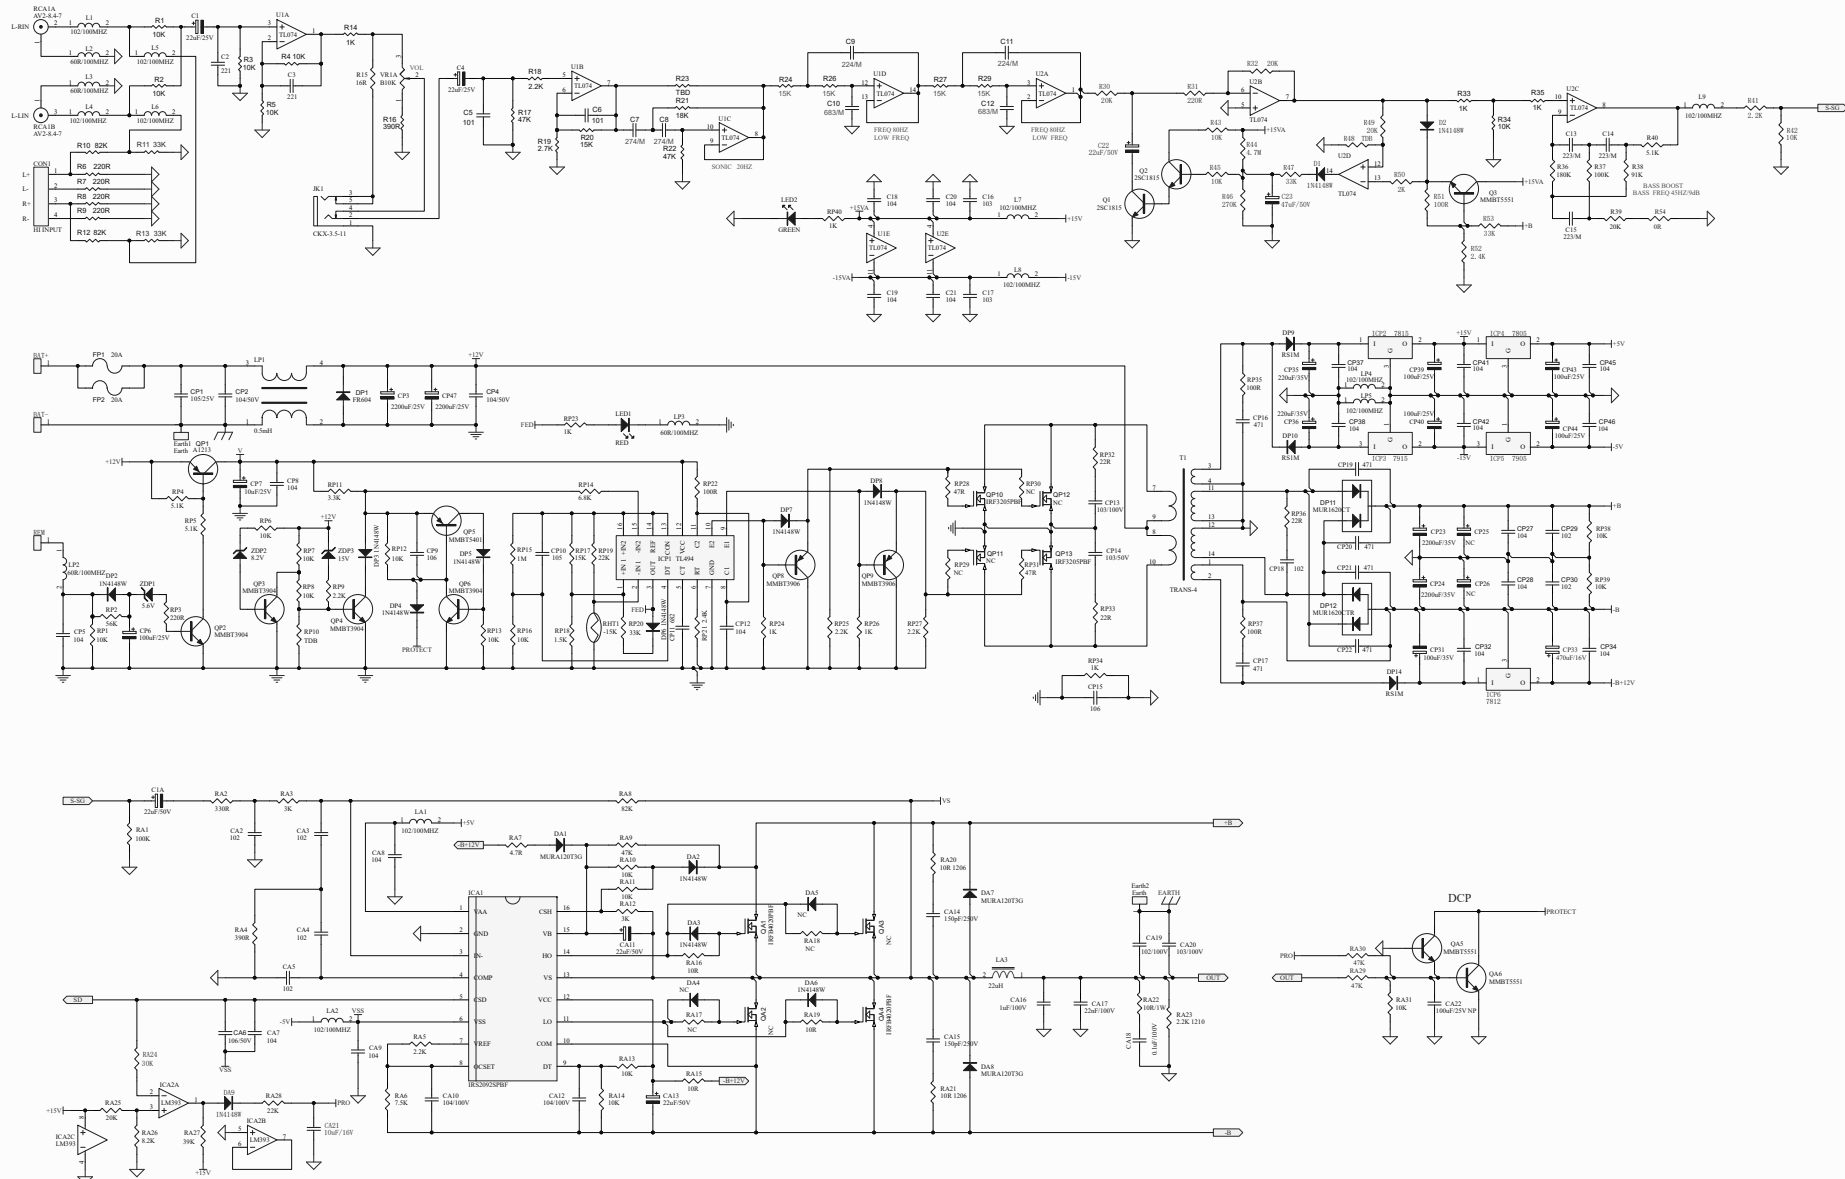 RCA1A
AV2-8.4-7
L-RIN
L1
102/100MHZ
L2
60R/100MHZ
L5
102/100MHZ
R1
10K
C1
22uF/25V
C2
221
R3
10K
U1A
TL074
R4 10K
C3
221
R5
10K
R14
1K
L3
60R/100MHZ
R2
10K
L-LIN
L4
102/100MHZ
L6
102/100MHZ
RCA1B
AV2-8.4-7
R10 82K
R11 33K
CON1
L+
L-
R+
R-
HI INPUT
R6 220R
R7 220R
R8 220R
R9 220R
R12 82K
R13 33K
R15
16R
VR1A
B10K
VOL
R16
390R
JK1
CKX-3.5-11
C4
22uF/25V
C5
101
R17
47K
R18
2.2K
U1B
TL074
C6
101
R19
2.7K
R20
15K
C7
274/M
C8
274/M
R23
TBD
R21
18K
R22
47K
U1C
TL074
SONIC 20HZ
R24
15K
R26
15K
C9
224/M
C10
683/M
U1D
TL074
FREQ 80HZ
LOW FREQ
R27
15K
R29
15K
C11
224/M
C12
683/M
U2A
TL074
FREQ 80HZ
LOW FREQ
R30
20K
R31
220R
R32 20K
U2B
TL074
C22
22uF/50V
Q2
2SC1815
Q1
2SC1815
R43
10K
+15VA
R44
4.7M
R45
10K
R46
270K
R47
33K
C23
47uF/50V
D1
1N4148W
U2D
TL074
R48 TDB
R49
20K
D2
1N4148W
R50
2K
R51
100R
Q3
MMBT5551
+15VA
R53
33K
+B
R52
2.4K
R33
1K
R34
10K
R35
1K
U2C
TL074
C13
223/M
C14
223/M
R40
5.1K
R36
180K
R37
100K
R38
91K
BASS BOOST
BASS FREQ 45HZ/9dB
C15
223/M
R39
20K
R54
0R
L9
102/100MHZ
R41
2.2K
S-SG
R42
10K
LED2
GREEN
RP40
1K
+15VA
C18
104
C20
104
C16
103
L7
102/100MHZ
+15V
U1E
TL074
U2E
TL074
-15VA
C19
104
C21
104
C17
103
L8
102/100MHZ
-15V
BAT+
FP1 20A
FP2 20A
BAT-
CP1
105/25V
CP2
104/50V
LP1
0.5mH
DP1
FR604
CP3
2200uF/25V
CP47
2200uF/25V
+12V
CP4
104/50V
Earth1
QP1
A1213
FED
RP23
1K
LED1
RED
LP3
60R/100MHZ
+12V
RP4
5.1K
RP5
5.1K
V
CP7
10uF/25V
CP8
104
RP11
3.3K
RP14
6.8K
RP22
100R
REM
LP2
60R/100MHZ
DP2
1N4148W
ZDP1
5.6V
RP2
56K
RP3
220R
CP5
104
RP1
10K
CP6
100uF/25V
QP2
MMBT3904
RP6
10K
+12V
ZDP2
8.2V
RP7
10K
ZDP3
15V
QP3
MMBT3904
RP8
10K
RP9
2.2K
RP10
TDB
QP4
MMBT3904
DP3 1N4148W
RP12
10K
CP9
106
QP5
MMBT5401
DP5
1N4148W
QP6
MMBT3904
DP4
1N4148W
PROTECT
RP13
10K
RP15
1M
RP16
10K
CP10
105
RP17
15K
RP18
1.5K
RP19
22K
RHT1
-15K
RP20
33K
ICP1 TL494
FED
DP6 1N4148W
CP11 682
RP21 2.4K
CP12
104
RP24
1K
DP7
1N4148W
QP8
MMBT3906
RP25
2.2K
RP26
1K
DP8
1N4148W
QP9
MMBT3906
RP27
2.2K
RP28
47R
RP29
NC
QP10
IRF3205PBF
QP11
NC
RP30
NC
RP31
47R
QP12
NC
QP13
IRF3205PBF
RP32
22R
CP13
103/100V
CP14
103/50V
RP33
22R
RP34
1K
CP15
106
T1
TRANS-4
RP35
100R
CP16
471
RP36
22R
CP18
102
RP37
100R
CP17
471
DP9
RS1M
DP10
RS1M
CP35
220uF/35V
220uF/35V
CP36
ICP2 7815
CP37
104
LP4
102/100MHZ
LP5
102/100MHZ
CP38
104
ICP3 7915
CP39
100uF/25V
100uF/25V
CP40
+15V
-15V
CP41
104
CP42
104
ICP4 7805
ICP5 7905
CP43
100uF/25V
CP44
100uF/25V
CP45
104
CP46
104
+5V
-5V
CP19 471
DP11
MUR1620CT
CP20 471
CP21
471
DP12
MUR1620CTR
CP22 471
CP23
2200uF/35V
CP24
2200uF/35V
CP25
NC
CP26
NC
CP27
104
CP28
104
CP29
102
CP30
102
RP38
10K
RP39
10K
+B
-B
CP31
100uF/35V
CP32
104
CP33
470uF/16V
CP34
104
DP14
RS1M
ICP6
7812
-B+12V
S-SG
C1A
22uF/50V
RA1
100K
RA2
330R
RA3
3K
CA2
102
CA3
102
RA4
390R
CA4
102
CA5
102
RA8
82K
VS
LA1
102/100MHZ
+5V
CA8
104
-B+12V
RA7
4.7R
DA1
MURA120T3G
RA9
47K
RA10
10K
RA11
10K
RA12
3K
DA2
1N4148W
CA11
22uF/50V
ICA1
VAA
GND
IN-
COMP
CSD
VSS
VREF
OCSET
CSH
VB
HO
VS
VCC
LO
COM
DT
IRS2092SPBF
DA3
1N4148W
RA16
10R
DA4
NC
RA17
NC
QA1
IRFB4020PBF
QA2
NC
DA5
NC
RA18
NC
DA6
1N4148W
RA19
10R
QA3
NC
QA4
IRFB4020PBF
RA20
10R 1206
CA14
150pF/250V
DA7
MURA120T3G
CA15
150pF/250V
DA8
MURA120T3G
RA21
10R 1206
+B
-B
LA3
22uH
CA16
1uF/100V
CA17
22nF/100V
Earth2
Earth
EARTH
CA19
102/100V
CA20
103/100V
RA22
10R/1W
CA18
0.1uF/100V
RA23
2.2K 1210
OUT
SD
CA6
106/50V
CA7
104
VSS
-5V
LA2
102/100MHZ
VSS
CA9
104
RA5
2.2K
RA6
7.5K
CA10
104/100V
CA12
104/100V
RA13
10K
RA14
10K
RA15
10R
-B+12V
CA13
22uF/50V
RA24
30K
ICA2A
LM393
+15V
RA25
20K
RA26
8.2K
ICA2C
LM393
RA27
39K
+15V
DA9
1N4148W
RA28
22K
PRO
CA21
10uF/16V
ICA2B
LM393
DCP
PROTECT
PRO
RA30
47K
OUT
RA29
47K
RA31
10K
QA5
MMBT5551
QA6
MMBT5551
CA22
100uF/25V NP